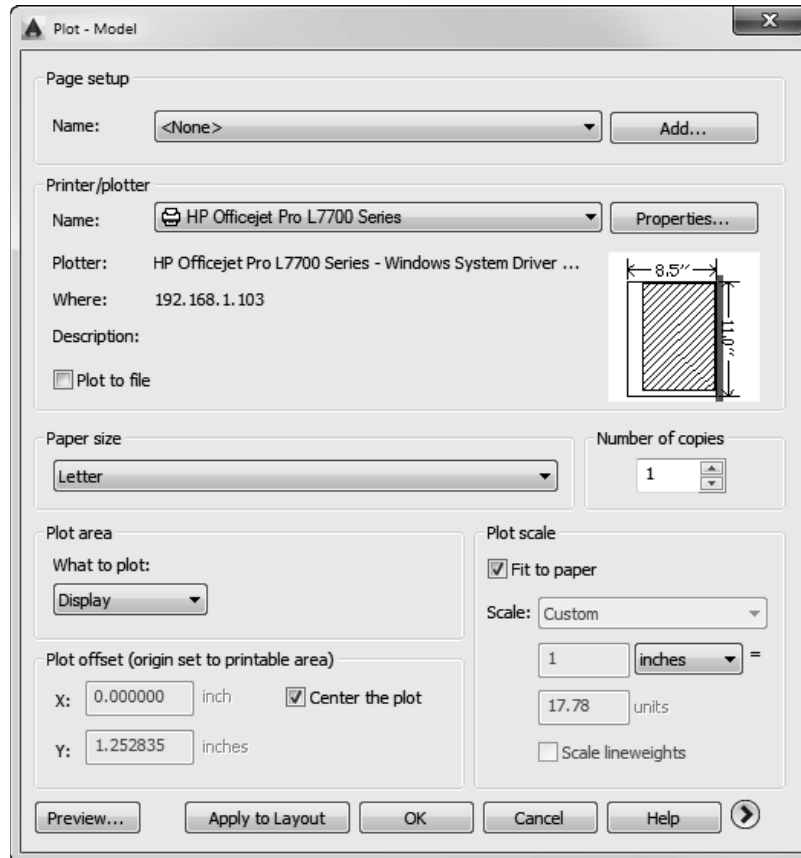 Plot - Model
Page setup
Name: <None> Add...
Printer/plotter
Name: HP Officejet Pro L7700 Series Properties...
Plotter: HP Officejet Pro L7700 Series - Windows System Driver ...
Where: 192.168.1.103
Description:
Plot to file
8.5″
11.0″
Paper size
Letter
Number of copies
1
Plot area
What to plot:
Display
Plot offset (origin set to printable area)
X: 0.000000 inch Center the plot
Y: 1.252835 inches
Plot scale
Fit to paper
Scale: Custom
1 inches =
17.78 units
Scale lineweights
Preview... Apply to Layout OK Cancel Help